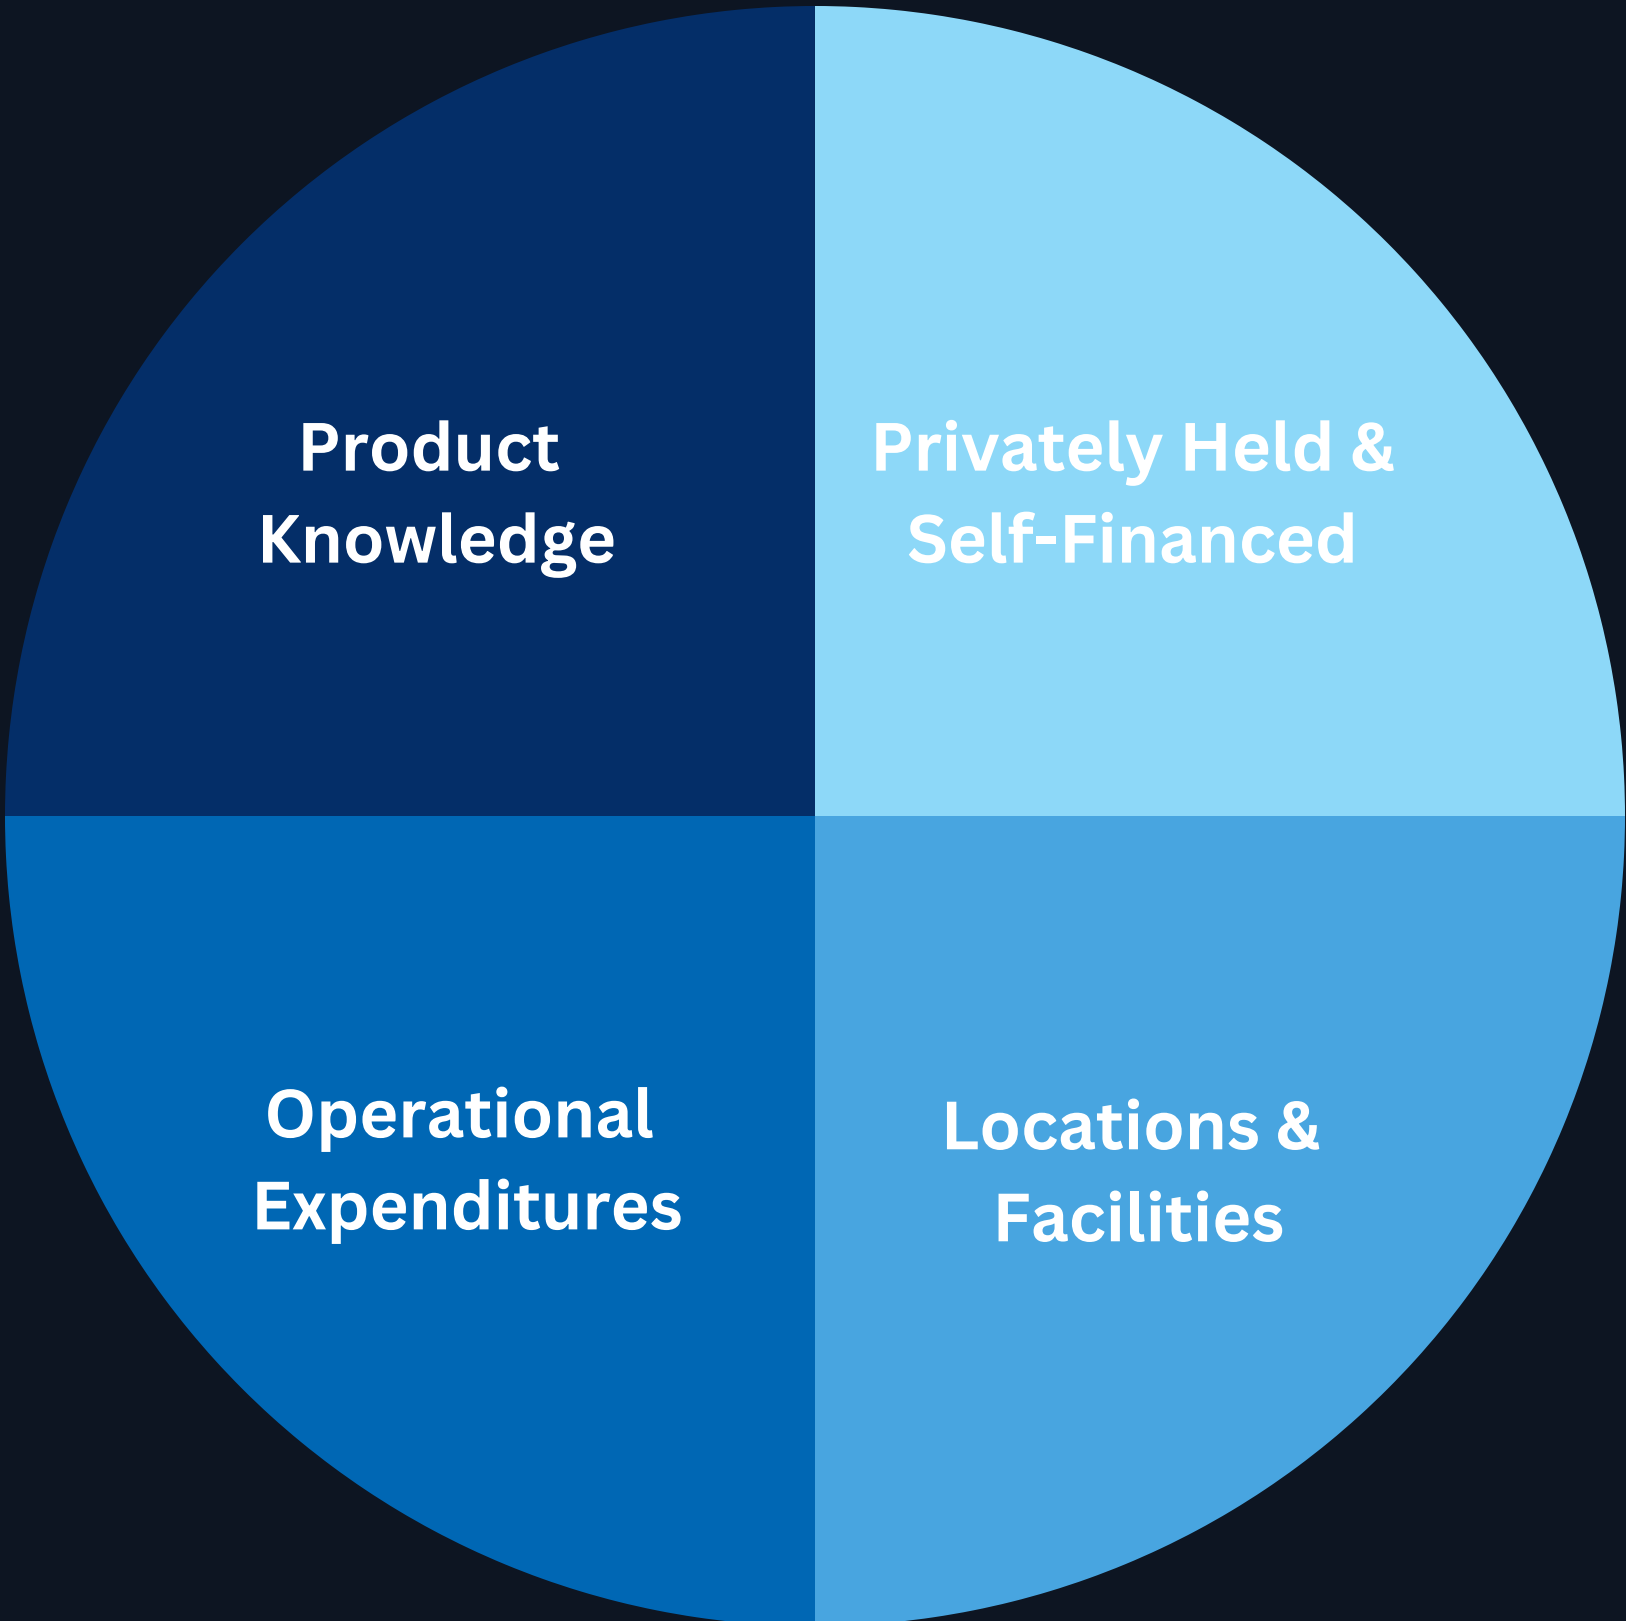 Product
Knowledge
Privately Held &
Self-Financed
Operational
Expenditures
Locations &
Facilities